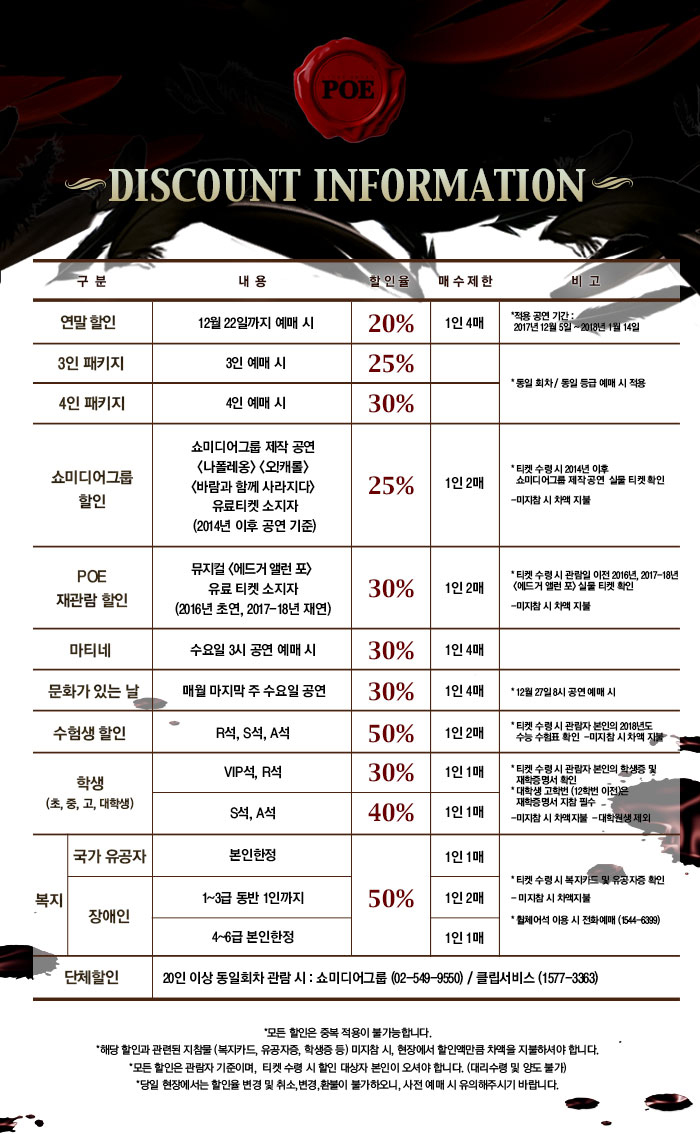 POE
DISCOUNT INFORMATION
구 분 내 용 할인율 매수제한 비 고
연말 할인 12월 22일까지 예매 시 20% 1인 4매
*적용 공연 기간 :
2017년 12월 5일 ~ 2018년 1월 14일
3인 패키지 3인 예매 시 25%
4인 패키지 4인 예매 시 30%
* 동일 회차 / 동일 등급 예매 시 적용
쇼미디어그룹
할인
쇼미디어그룹 제작 공연
<나폴레옹> <오!캐롤>
<바람과 함께 사라지다>
유료티켓 소지자
(2014년 이후 공연 기준)
25% 1인 2매
* 티켓 수령 시 2014년 이후
쇼미디어그룹 제작 공연 실물 티켓 확인
-미지참 시 차액 지불
POE
재관람 할인
뮤지컬 <에드거 앨런 포>
유료 티켓 소지자
(2016년 초연, 2017-18년 재연)
30% 1인 2매
* 티켓 수령 시 관람일 이전 2016년, 2017-18년
<에드거 앨런 포> 실물 티켓 확인
-미지참 시 차액 지불
마티네 수요일 3시 공연 예매 시 30% 1인 4매
문화가 있는 날 매월 마지막 주 수요일 공연 30% 1인 4매 * 12월 27일 8시 공연 예매 시
수험생 할인 R석, S석, A석 50% 1인 2매
* 티켓 수령 시 관람자 본인의 2018년도
수능 수험표 확인 -미지참 시 차액 지불
학생
(초, 중, 고, 대학생)
VIP석, R석 30% 1인 1매
S석, A석 40% 1인 1매
* 티켓 수령 시 관람자 본인의 학생증 및
재학증명서 확인
* 대학생 고학번 (12학번 이전)은
재학증명서 지참 필수
-미지참 시 차액지불 - 대학원생 제외
복지
국가 유공자 본인한정 1인 1매
장애인
1~3급 동반 1인까지 50% 1인 2매
4~6급 본인한정 1인 1매
* 티켓 수령 시 복지카드 및 유공자증 확인
- 미지참 시 차액지불
* 휠체어석 이용 시 전화예매 (1544-6399)
단체할인 20인 이상 동일회차 관람 시 : 쇼미디어그룹 (02-549-9550) / 클립서비스 (1577-3363)
*모든 할인은 중복 적용이 불가능합니다.
*해당 할인과 관련된 지참물 (복지카드, 유공자증, 학생증 등) 미지참 시, 현장에서 할인액만큼 차액을 지불하셔야 합니다.
*모든 할인은 관람자 기준이며, 티켓 수령 시 할인 대상자 본인이 오셔야 합니다. (대리수령 및 양도 불가)
*당일 현장에서는 할인율 변경 및 취소,변경,환불이 불가하오니, 사전 예매 시 유의해주시기 바랍니다.